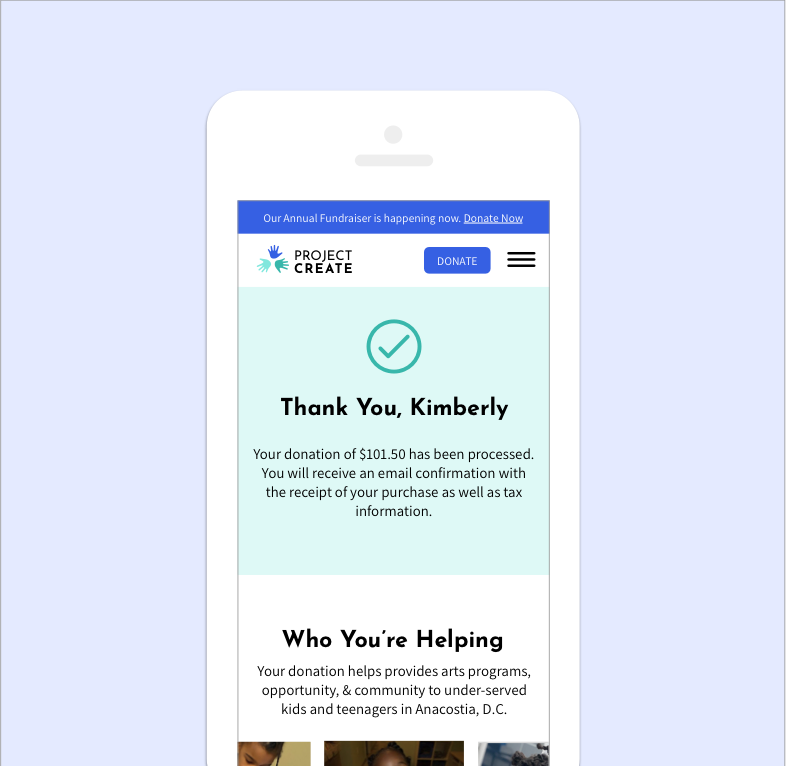 Our Annual Fundraiser is happening now. Donate Now
PROJECT
CREATE
DONATE
Thank You, Kimberly
Your donation of $101.50 has been processed.
You will receive an email confirmation with
the receipt of your purchase as well as tax
information.
Who You're Helping
Your donation helps provides arts programs,
opportunity, & community to under-served
kids and teenagers in Anacostia, D.C.